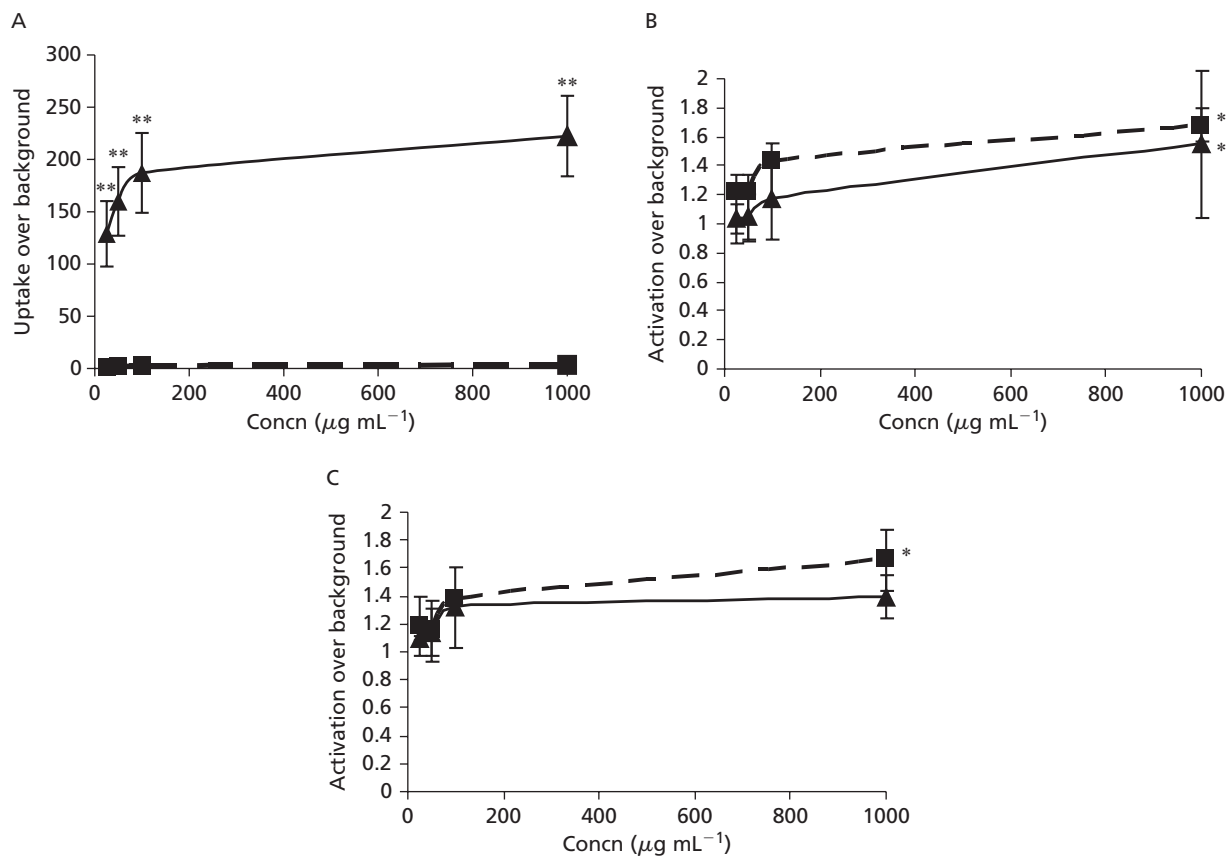 A
Uptake over background
300
250
200
150
100
50
0
** ** ** **
0 200 400 600 800 1000
Concn (μg mL⁻¹)
B
Activation over background
2
1.8
1.6
1.4
1.2
1
0.8
0.6
0.4
0.2
0
*
*
0 200 400 600 800 1000
Concn (μg mL⁻¹)
C
Activation over background
2
1.8
1.6
1.4
1.2
1
0.8
0.6
0.4
0.2
0
*
0 200 400 600 800 1000
Concn (μg mL⁻¹)